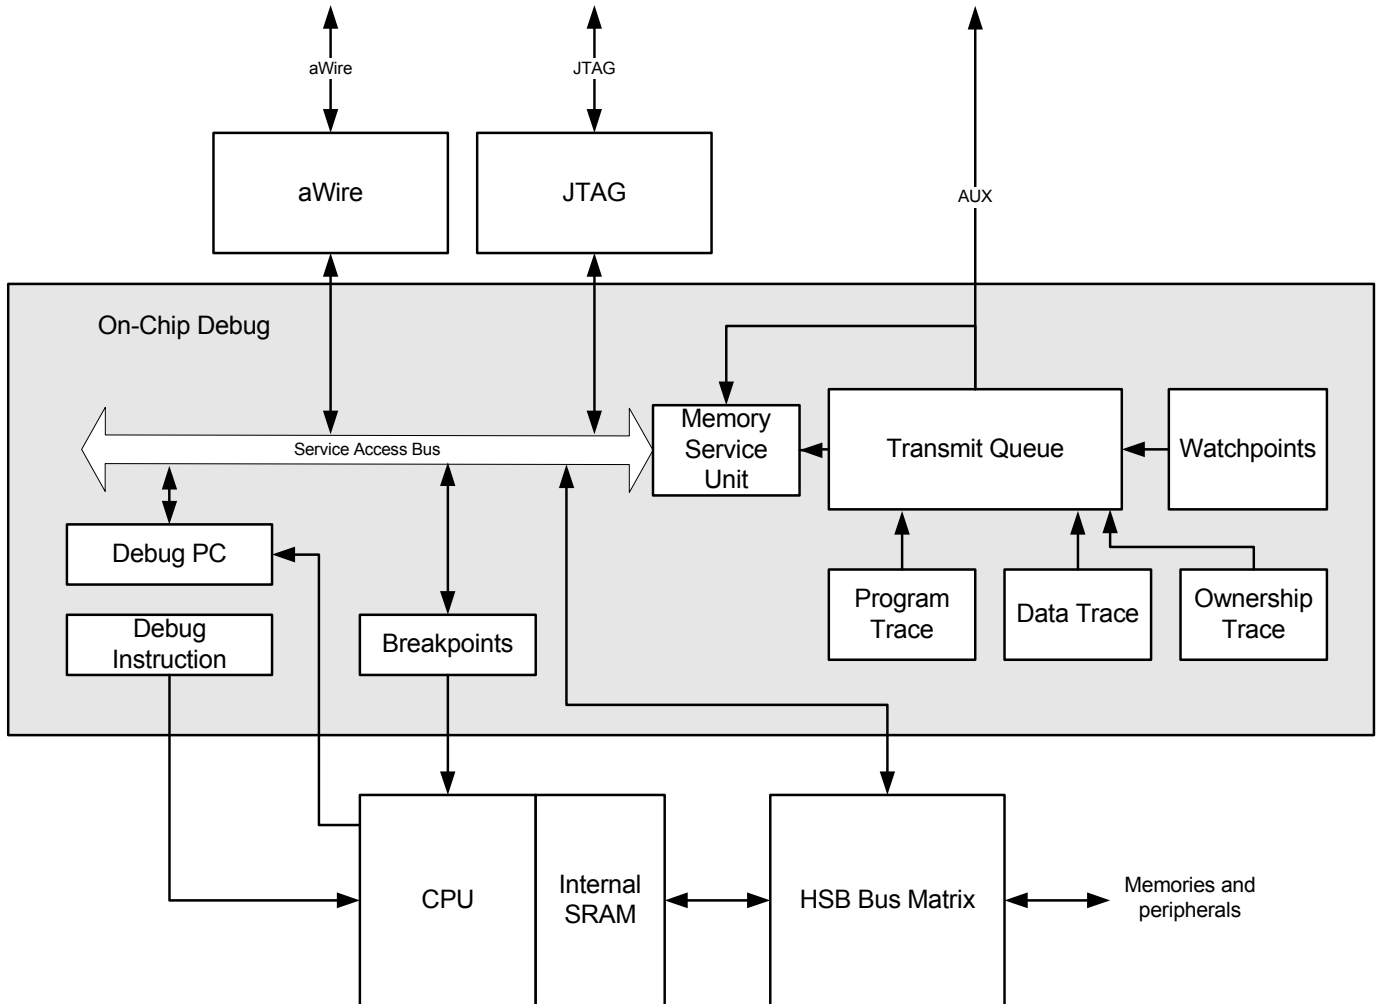 aWire
JTAG
aWire
JTAG
AUX
On-Chip Debug
Memory
Service
Unit
Transmit Queue
Watchpoints
Service Access Bus
Debug PC
Debug
Instruction
Breakpoints
Program
Trace
Data Trace
Ownership
Trace
CPU
Internal
SRAM
HSB Bus Matrix
Memories and
peripherals